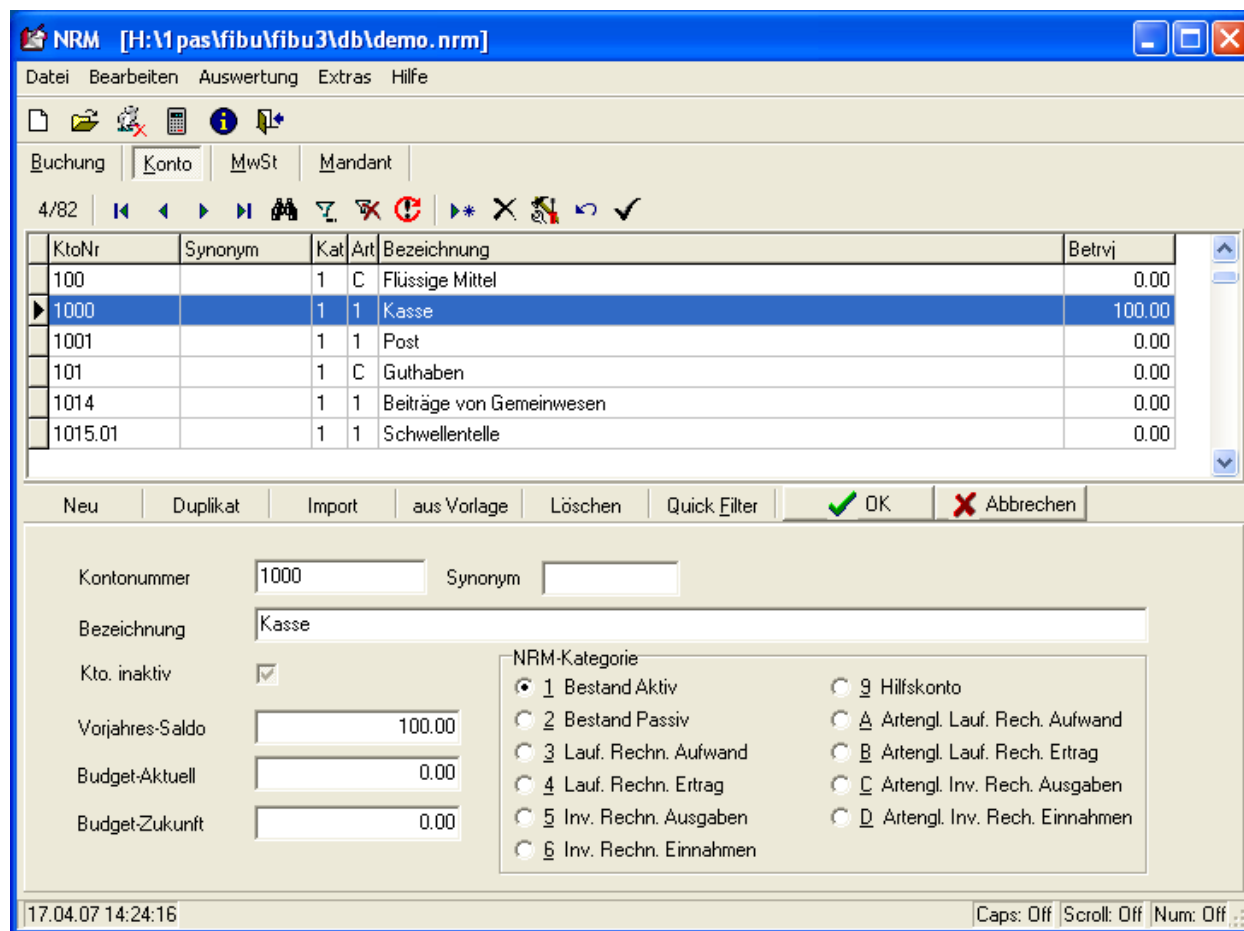 NRM [H:\1pas\fibu\fibu3\db\demo.nrm]
Datei Bearbeiten Auswertung Extras Hilfe
Buchung Konto MwSt Mandant
4/82
KtoNr Synonym Kat Art Bezeichnung Betrvj
100 1 C Flüssige Mittel 0.00
1000 1 1 Kasse 100.00
1001 1 1 Post 0.00
101 1 C Guthaben 0.00
1014 1 1 Beiträge von Gemeinwesen 0.00
1015.01 1 1 Schwellentelle 0.00
Neu Duplikat Import aus Vorlage Löschen Quick Filter OK Abbrechen
Kontonummer 1000 Synonym
Bezeichnung Kasse
Kto. inaktiv
Vorjahres-Saldo 100.00
Budget-Aktuell 0.00
Budget-Zukunft 0.00
NRM-Kategorie
1 Bestand Aktiv
2 Bestand Passiv
3 Lauf. Rechn. Aufwand
4 Lauf. Rechn. Ertrag
5 Inv. Rechn. Ausgaben
6 Inv. Rechn. Einnahmen
9 Hilfskonto
A Artengl. Lauf. Rech. Aufwand
B Artengl. Lauf. Rech. Ertrag
C Artengl. Inv. Rech. Ausgaben
D Artengl. Inv. Rech. Einnahmen
17.04.07 14:24:16 Caps: Off Scroll: Off Num: Off